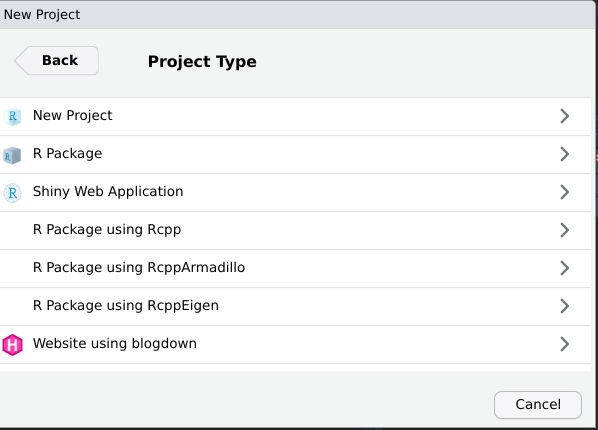 New Project
Back
Project Type
R New Project
R R Package
R Shiny Web Application
R Package using Rcpp
R Package using RcppArmadillo
R Package using RcppEigen
H Website using blogdown
Cancel